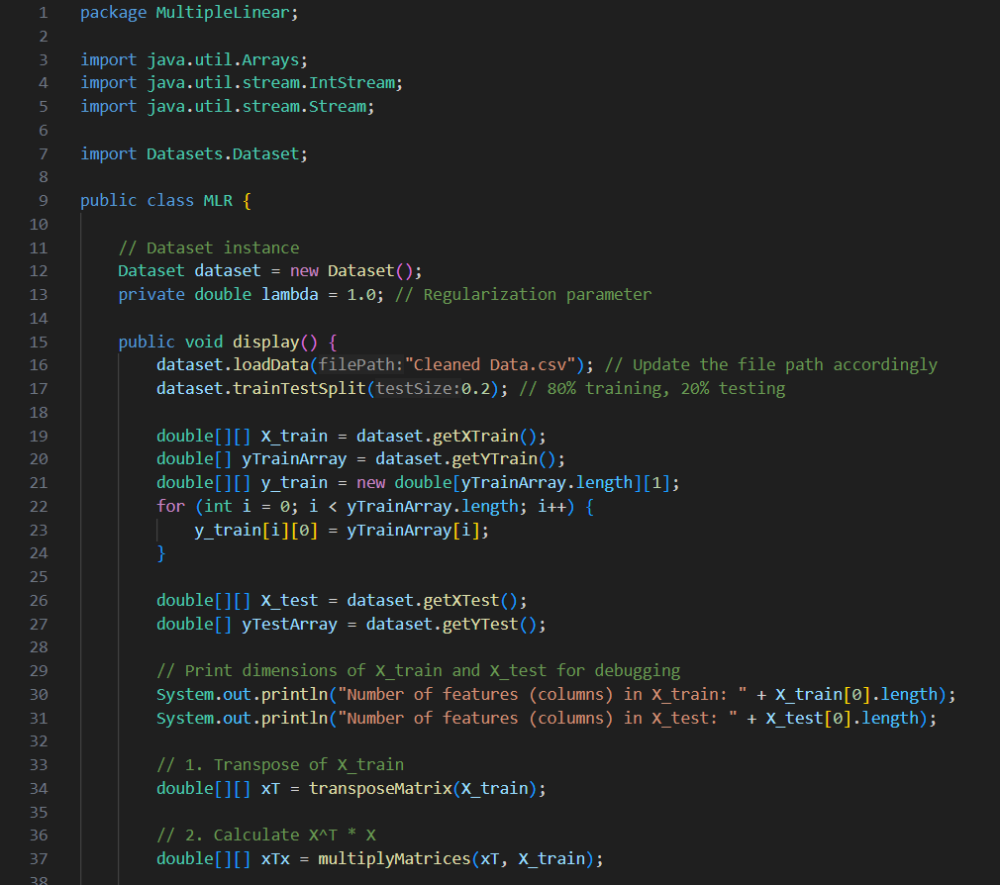 1 package MultipleLinear;
2
3 import java.util.Arrays;
4 import java.util.stream.IntStream;
5 import java.util.stream.Stream;
6
7 import Datasets.Dataset;
8
9 public class MLR {
10
11 // Dataset instance
12 Dataset dataset = new Dataset();
13 private double lambda = 1.0; // Regularization parameter
14
15 public void display() {
16 dataset.loadData(filePath:"Cleaned Data.csv"); // Update the file path accordingly
17 dataset.trainTestSplit(testSize:0.2); // 80% training, 20% testing
18
19 double[][] X_train = dataset.getXTrain();
20 double[] yTrainArray = dataset.getYTrain();
21 double[][] y_train = new double[yTrainArray.length][1];
22 for (int i = 0; i < yTrainArray.length; i++) {
23 y_train[i][0] = yTrainArray[i];
24 }
25
26 double[][] X_test = dataset.getXTest();
27 double[] yTestArray = dataset.getYTest();
28
29 // Print dimensions of X_train and X_test for debugging
30 System.out.println("Number of features (columns) in X_train: " + X_train[0].length);
31 System.out.println("Number of features (columns) in X_test: " + X_test[0].length);
32
33 // 1. Transpose of X_train
34 double[][] xT = transposeMatrix(X_train);
35
36 // 2. Calculate X^T * X
37 double[][] xTx = multiplyMatrices(xT, X_train);
38